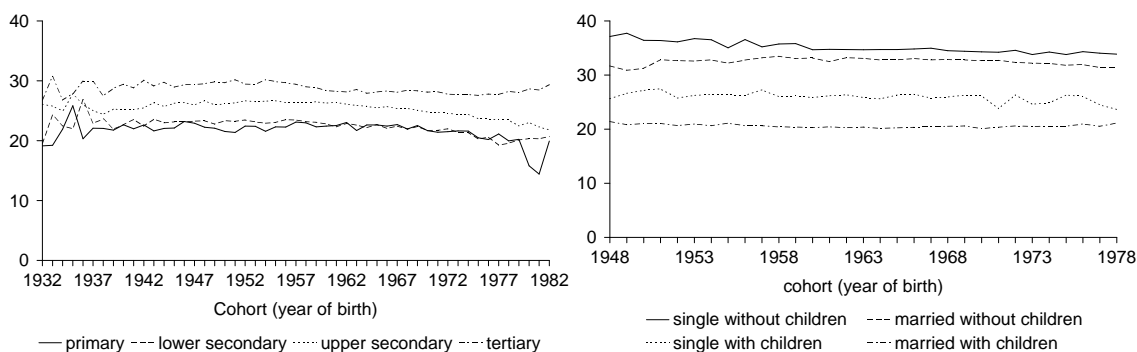 40
30
20
10
0
1932 1937 1942 1947 1952 1957 1962 1967 1972 1977 1982
Cohort (year of birth)
primary lower secondary upper secondary tertiary
40
30
20
10
0
1948 1953 1958 1963 1968 1973 1978
cohort (year of birth)
single without children married without children
single with children married with children